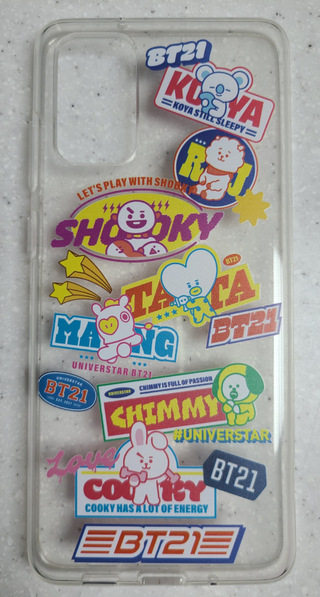 BT21
KOYA
KOYA STILL SLEEPY
RJ
LET'S PLAY WITH SHOOKY
SHOOKY
BT21
TATA
MANG
BT21
UNIVERSTAR BT21
UNIVERSTAR
BT21
UNIVERSTAR
CHIMMY IS FULL OF PASSION
CHIMMY
#UNIVERSTAR
Love
COOKY
BT21
COOKY HAS A LOT OF ENERGY
BT21